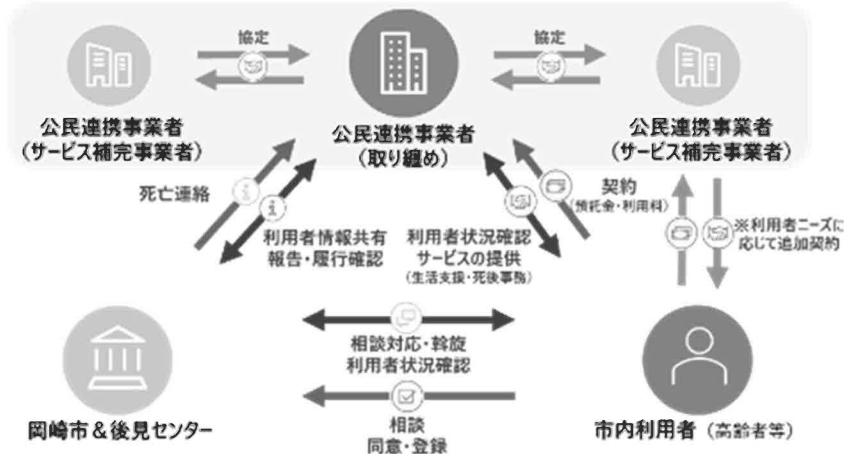 協定
協定
公民連携事業者
(サービス補完事業者)
公民連携事業者
(取り纏め)
公民連携事業者
(サービス補完事業者)
死亡連絡
利用者情報共有
報告・履行確認
利用者状況確認
サービスの提供
(生活支援・死後事務)
契約
(預託金・利用料)
※利用者ニーズに
応じて追加契約
相談対応・斡旋
利用者状況確認
相談
同意・登録
岡崎市&後見センター
市内利用者 (高齢者等)